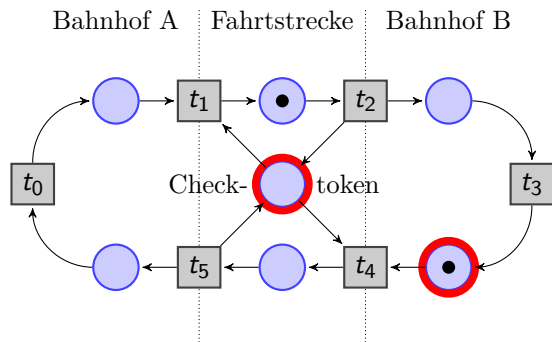 Bahnhof A Fahrtstrecke Bahnhof B
t1 t2
t0 Check- token t3
t5 t4